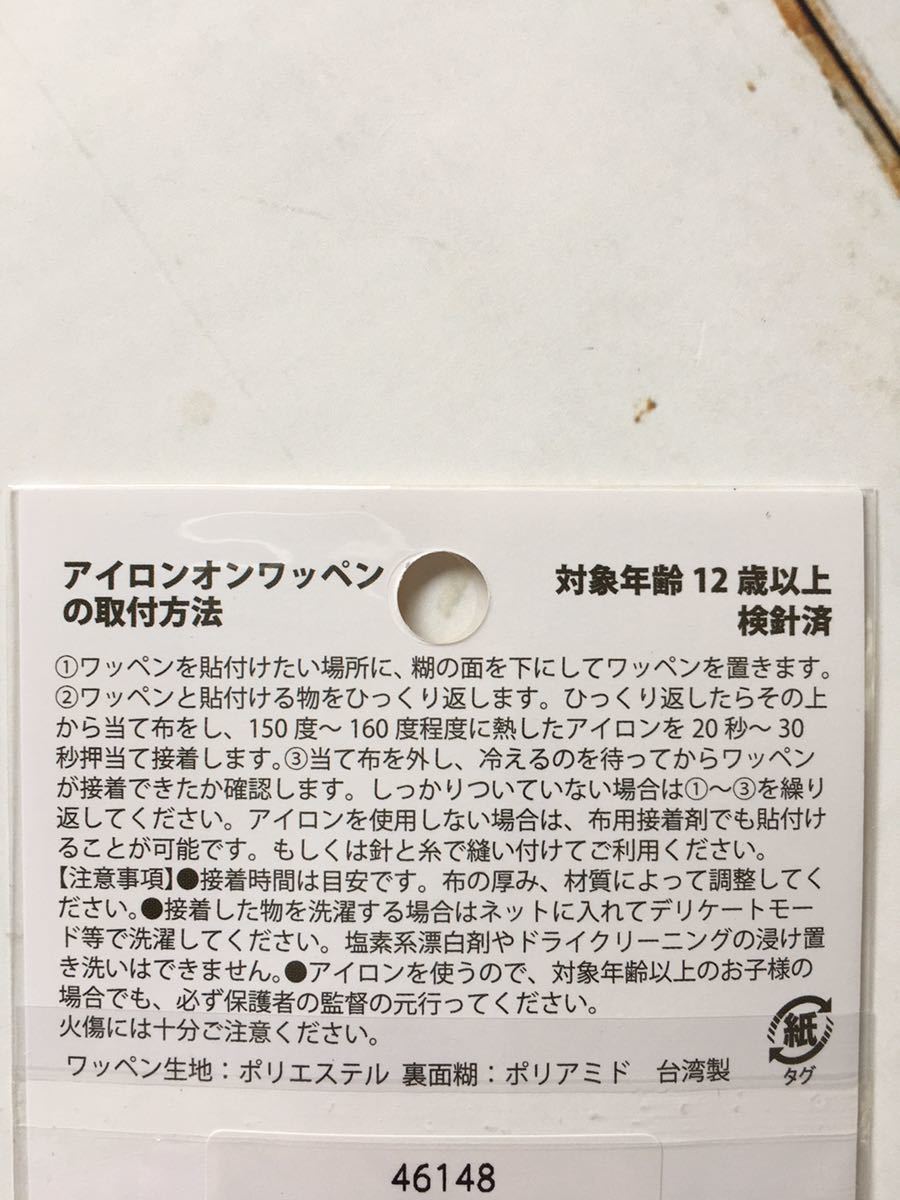 アイロンオンワッペン
の取付方法
対象年齢 12 歳以上
検針済
①ワッペンを貼付けたい場所に、糊の面を下にしてワッペンを置きます。
②ワッペンと貼付ける物をひっくり返します。ひっくり返したらその上
から当て布をし、150 度～ 160 度程度に熱したアイロンを 20 秒～ 30
秒押当て接着します。③当て布を外し、冷えるのを待ってからワッペン
が接着できたか確認します。しっかりついていない場合は①～③を繰り
返してください。アイロンを使用しない場合は、布用接着剤でも貼付け
ることが可能です。もしくは針と糸で縫い付けてご利用ください。
【注意事項】●接着時間は目安です。布の厚み、材質によって調整してく
ださい。●接着した物を洗濯する場合はネットに入れてデリケートモー
ド等で洗濯してください。塩素系漂白剤やドライクリーニングの浸け置
き洗いはできません。●アイロンを使うので、対象年齢以上のお子様の
場合でも、必ず保護者の監督の元行ってください。
火傷には十分ご注意ください。
ワッペン生地：ポリエステル 裏面糊：ポリアミド 台湾製
紙
タグ
46148